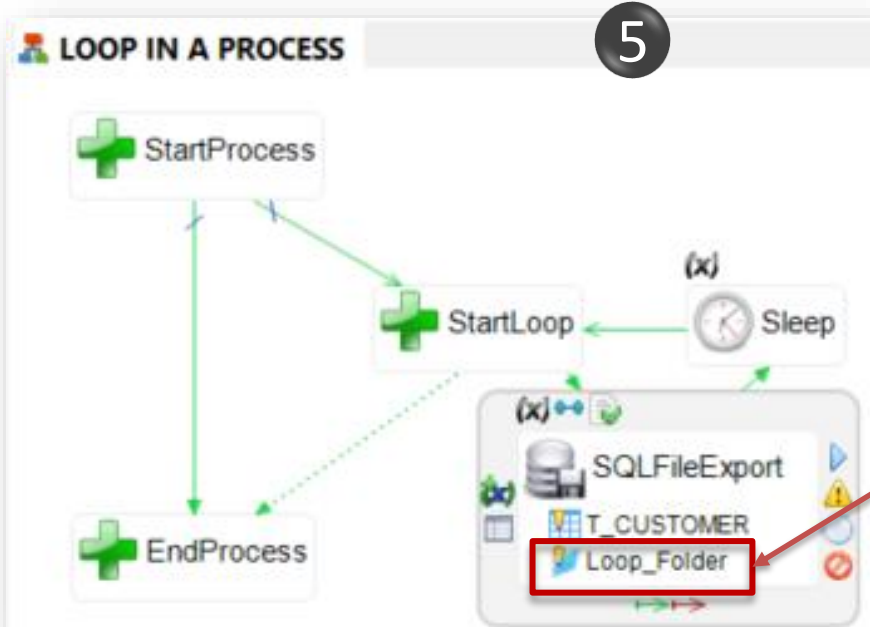 LOOP IN A PROCESS
5
StartProcess
(x)
StartLoop
Sleep
(x)
SQLFileExport
(x)
T_CUSTOMER
EndProcess
Loop_Folder